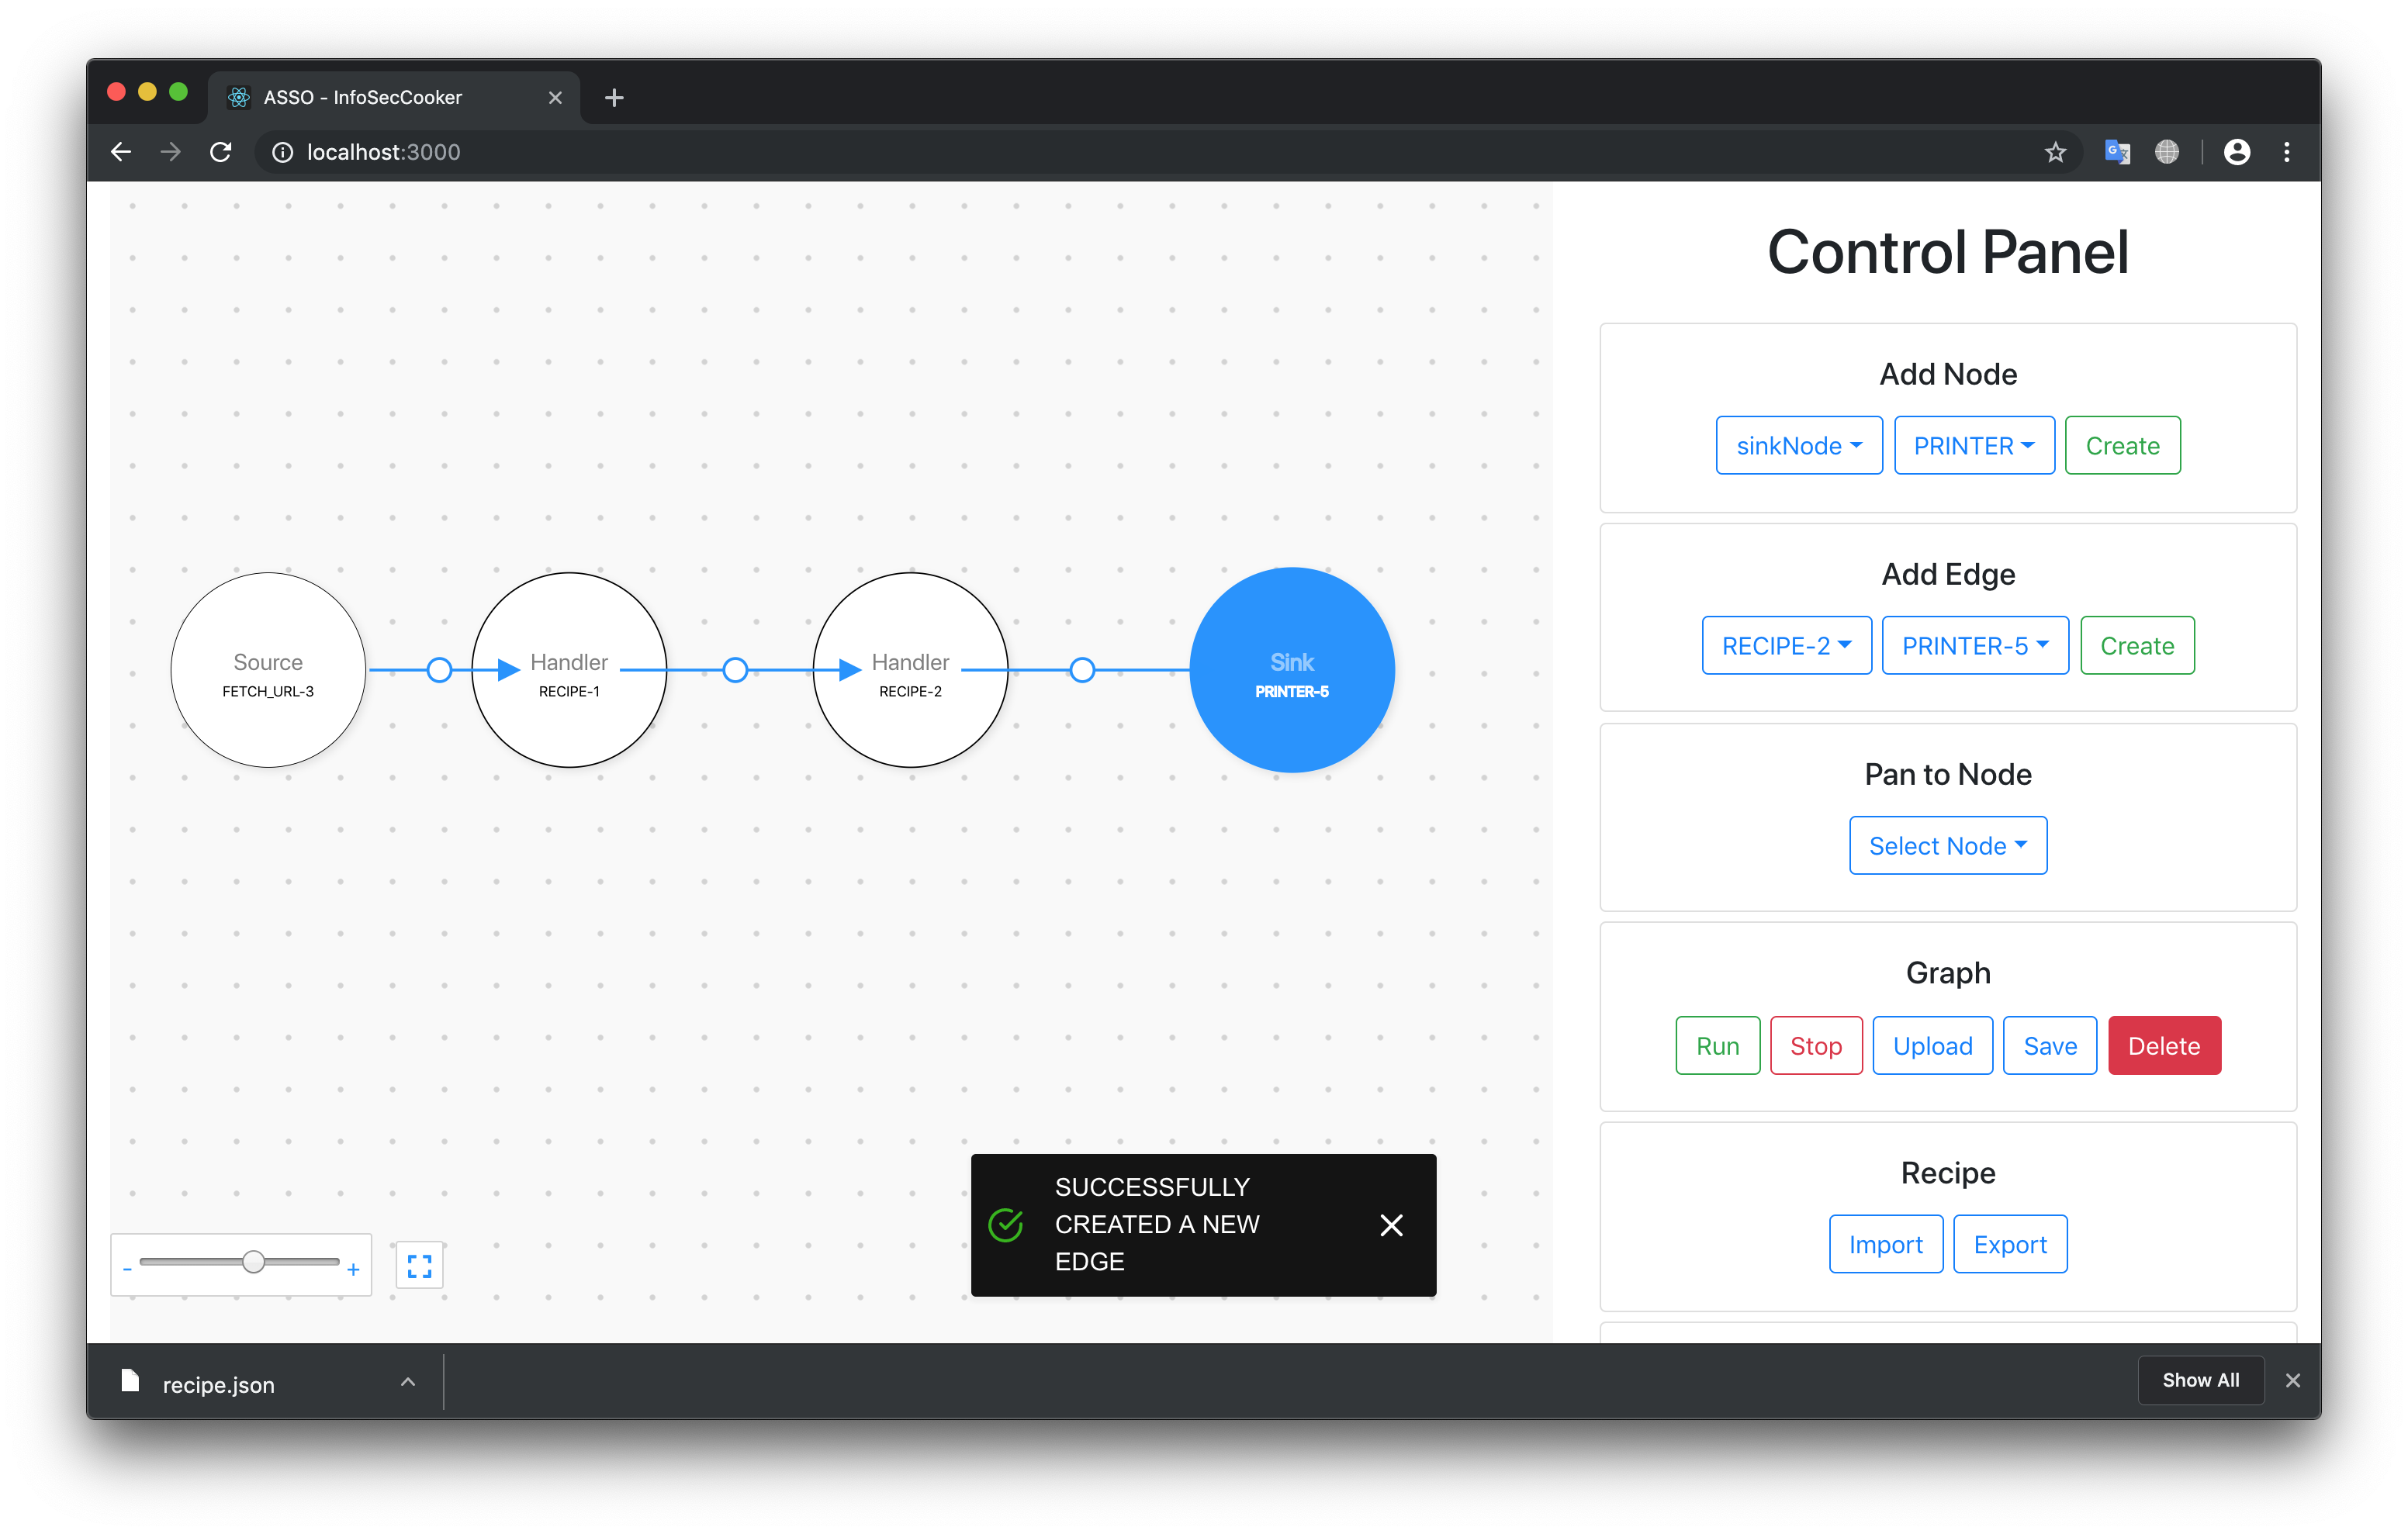 ASSO - InfoSecCooker
localhost:3000
Control Panel
Add Node
sinkNode PRINTER Create
Add Edge
RECIPE-2 PRINTER-5 Create
Pan to Node
Select Node
Graph
Run Stop Upload Save Delete
Recipe
Import Export
Source
FETCH_URL-3
Handler
RECIPE-1
Handler
RECIPE-2
Sink
PRINTER-5
SUCCESSFULLY
CREATED A NEW
EDGE
- +
recipe.json
Show All